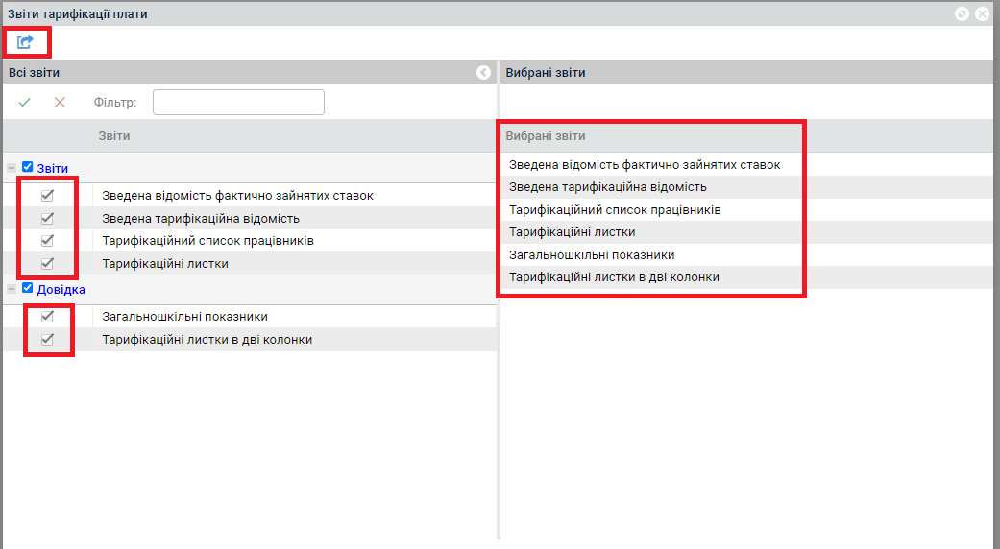 Звіти тарифікації плати
Всі звіти
Фільтр:
Звіти
Звіти
Зведена відомість фактично зайнятих ставок
Зведена тарифікаційна відомість
Тарифікаційний список працівників
Тарифікаційні листки
Довідка
Загальношкільні показники
Тарифікаційні листки в дві колонки
Вибрані звіти
Вибрані звіти
Зведена відомість фактично зайнятих ставок
Зведена тарифікаційна відомість
Тарифікаційний список працівників
Тарифікаційні листки
Загальношкільні показники
Тарифікаційні листки в дві колонки